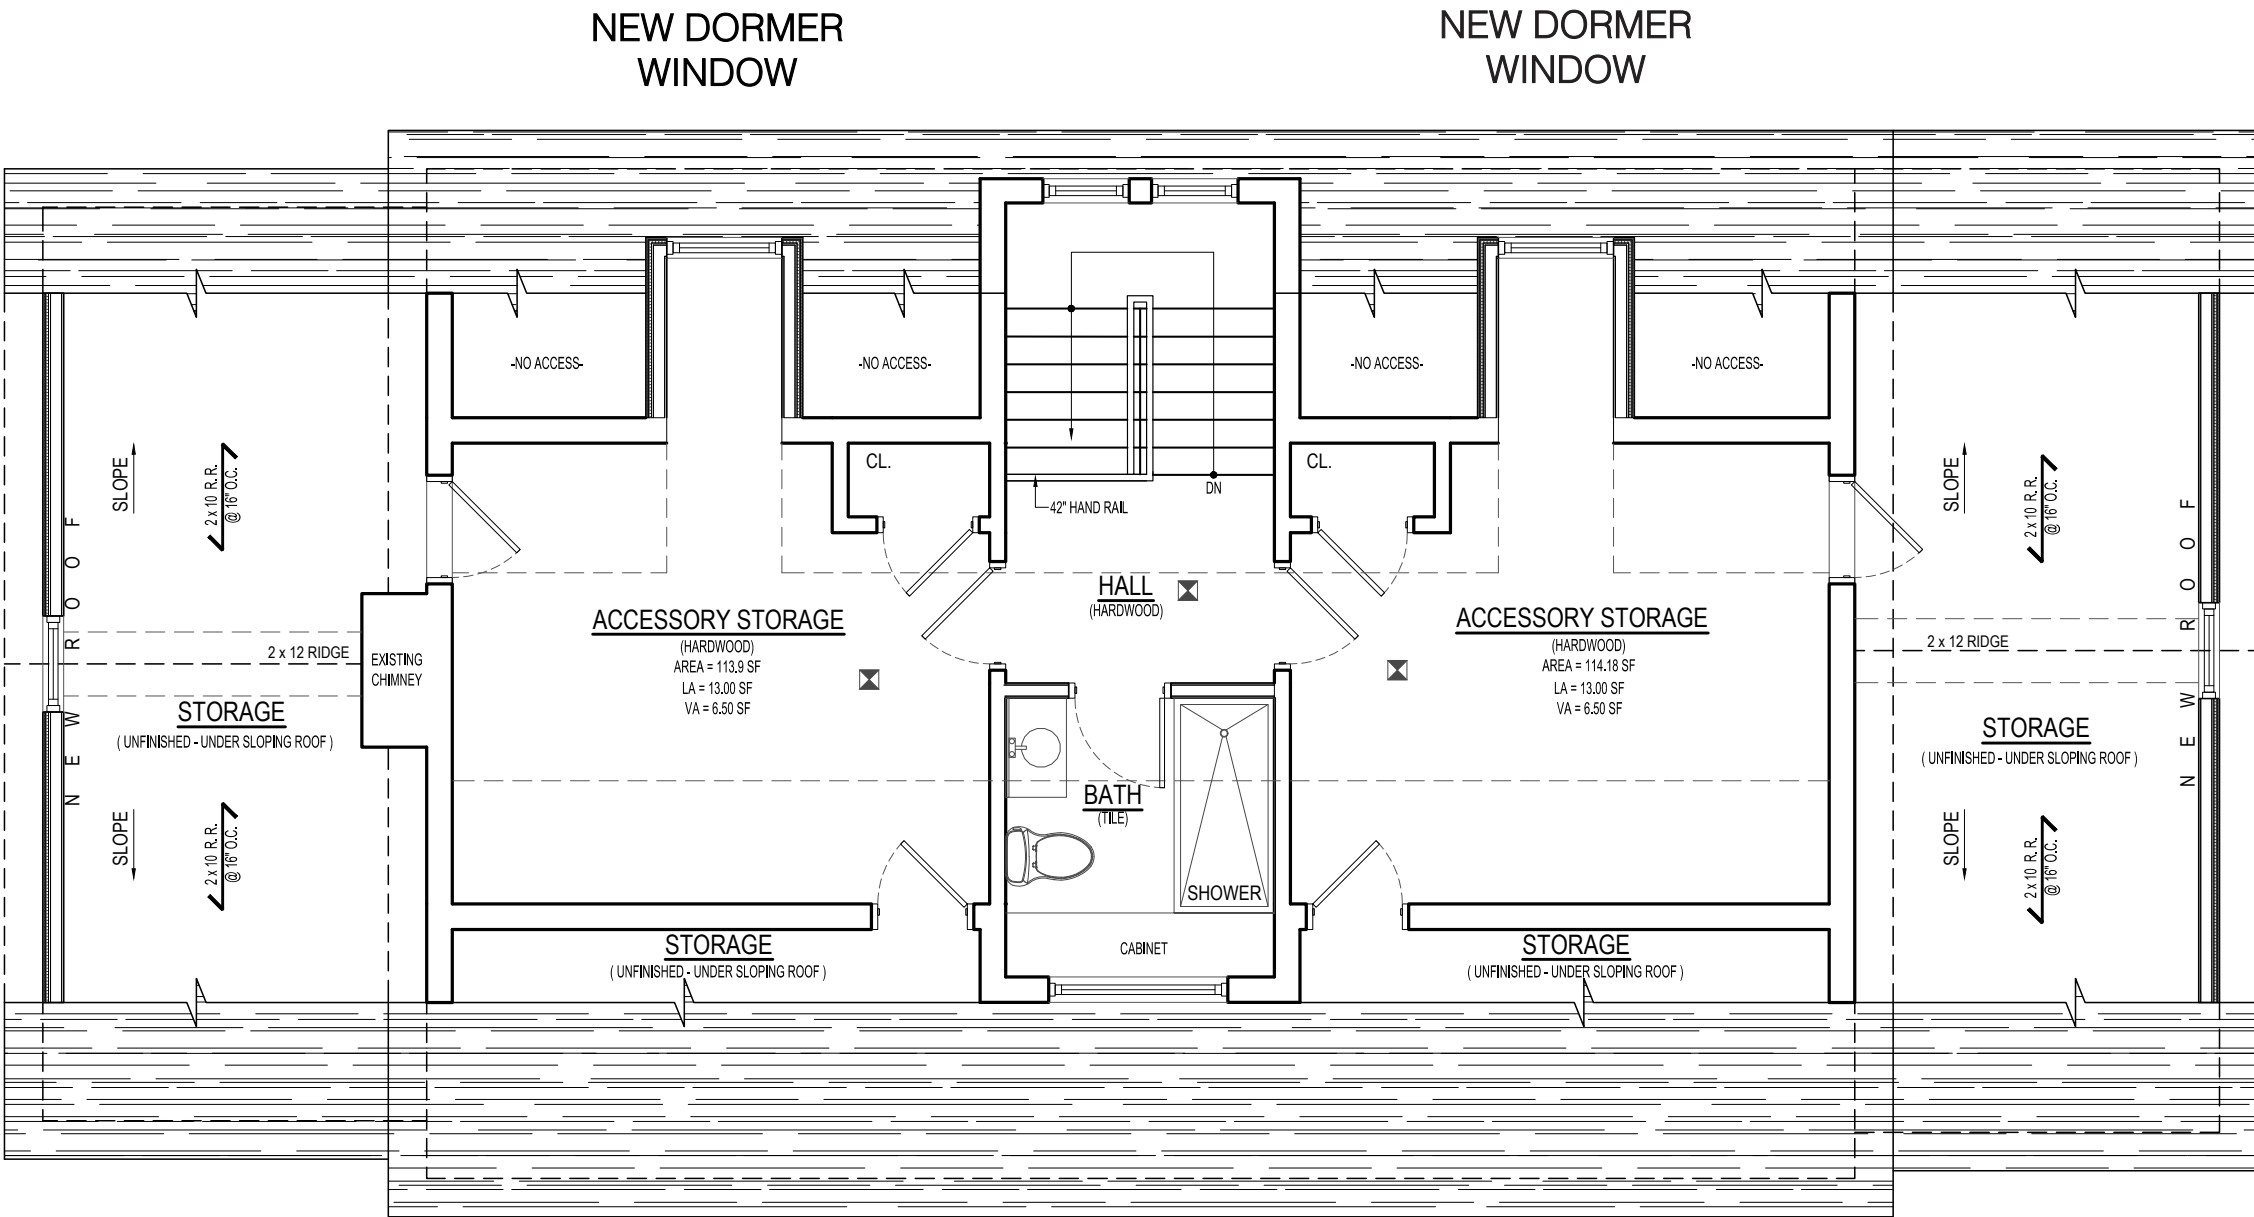 NEW DORMER
WINDOW
NEW DORMER
WINDOW
-NO ACCESS-
-NO ACCESS-
-NO ACCESS-
-NO ACCESS-
SLOPE
2 x 10 R.R.
@ 16" O.C.
CL.
42" HAND RAIL
DN
CL.
SLOPE
2 x 10 R.R.
@ 16" O.C.
NEW ROOF
NEW ROOF
HALL
(HARDWOOD)
ACCESSORY STORAGE
(HARDWOOD)
AREA = 113.9 SF
LA = 13.00 SF
VA = 6.50 SF
ACCESSORY STORAGE
(HARDWOOD)
AREA = 114.18 SF
LA = 13.00 SF
VA = 6.50 SF
2 x 12 RIDGE
EXISTING
CHIMNEY
2 x 12 RIDGE
STORAGE
( UNFINISHED - UNDER SLOPING ROOF )
STORAGE
( UNFINISHED - UNDER SLOPING ROOF )
BATH
(TILE)
SLOPE
2 x 10 R.R.
@ 16" O.C.
SHOWER
SLOPE
2 x 10 R.R.
@ 16" O.C.
STORAGE
( UNFINISHED - UNDER SLOPING ROOF )
CABINET
STORAGE
( UNFINISHED - UNDER SLOPING ROOF )